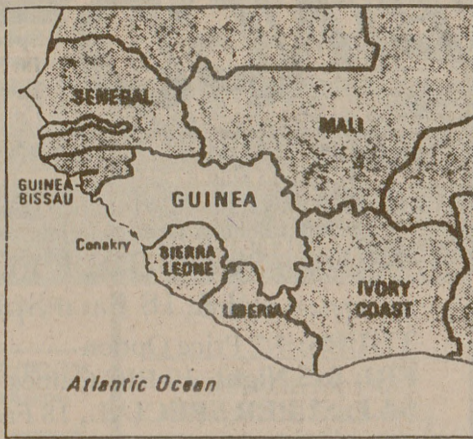 SENEGAL
MALI
GUINEA-
BISSAU
GUINEA
Conakry
SIERRA
LEONE
LIBERIA
IVORY
COAST
Atlantic Ocean